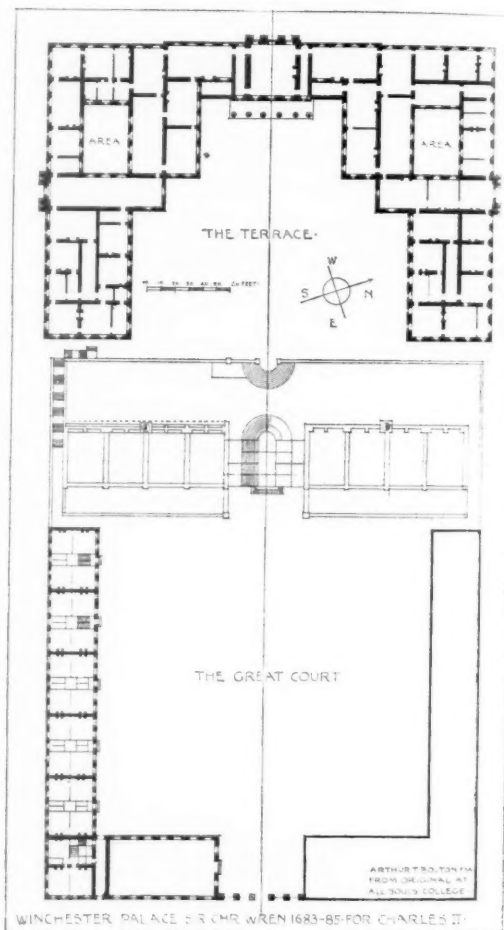 AREA
AREA
THE TERRACE.
FEET.
W
S N
E
THE GREAT COURT
ARTHUR T BOLTON
FROM ORIGINAL AT
ALL SOULS COLLEGE.
WINCHESTER PALACE SIR CHR WREN 1683-85 FOR CHARLES II.